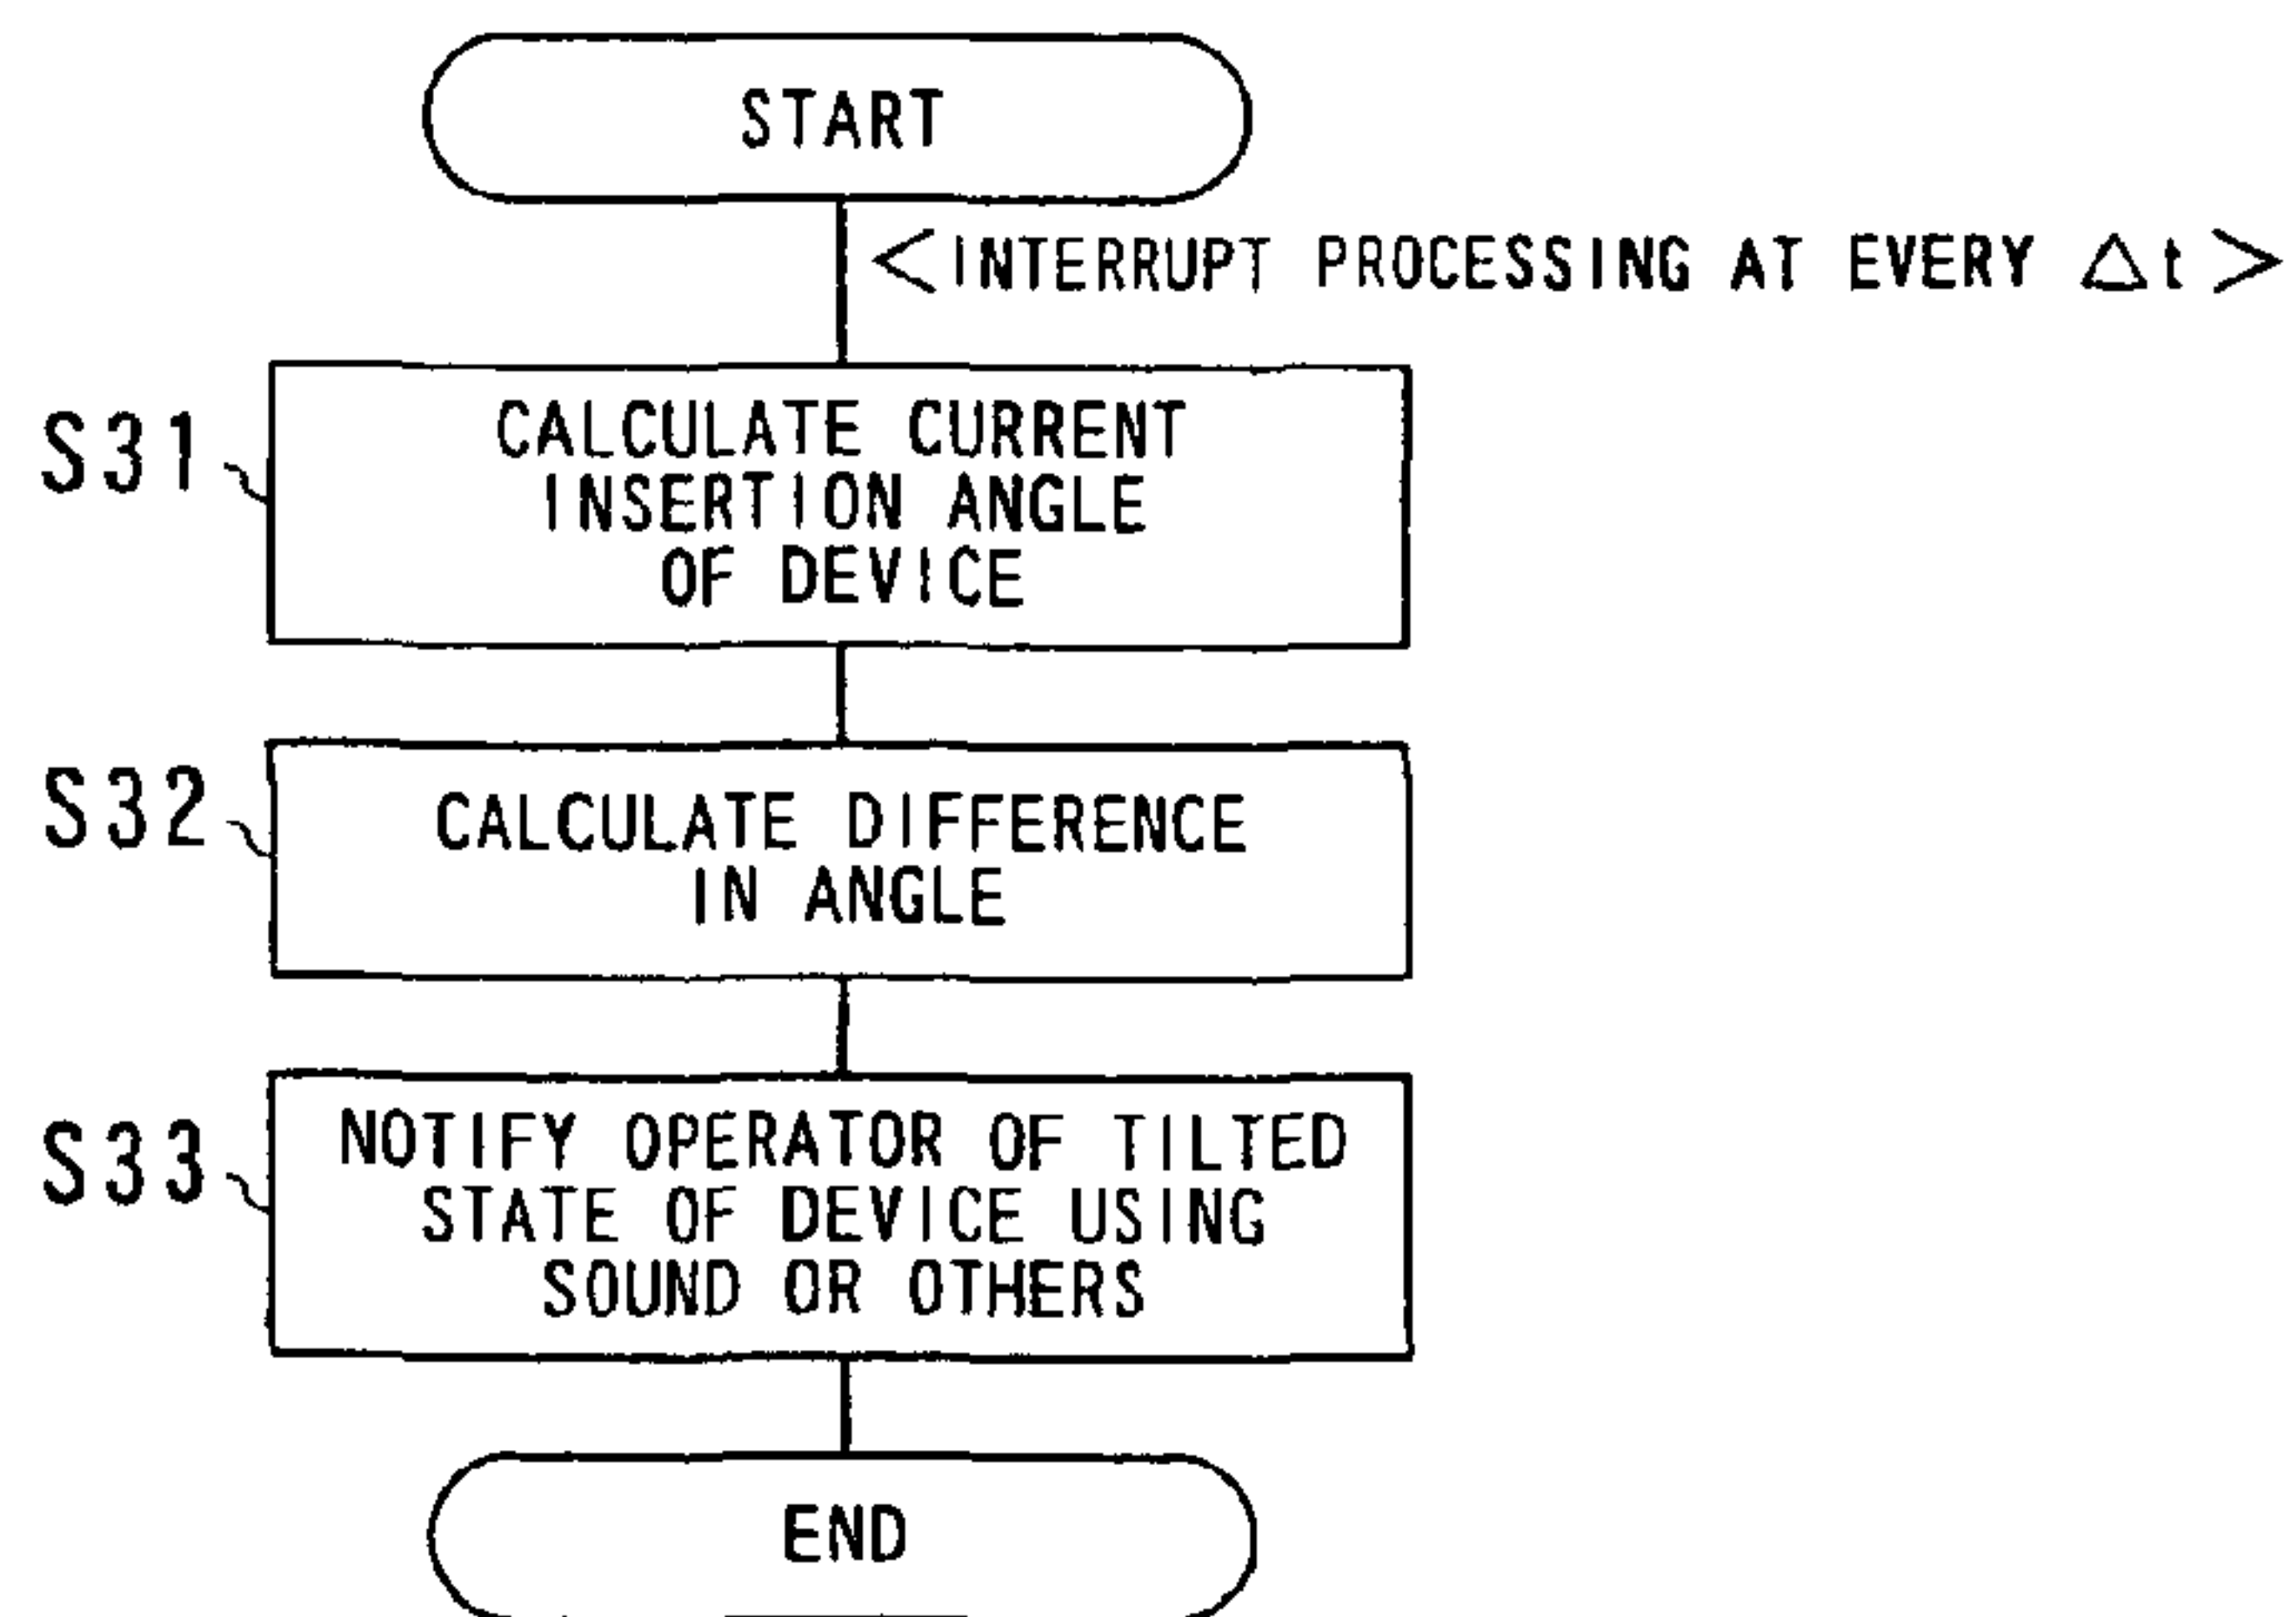 START
<INTERRUPT PROCESSING AT EVERY Δt>
S31
CALCULATE CURRENT
INSERTION ANGLE
OF DEVICE
S32
CALCULATE DIFFERENCE
IN ANGLE
S33
NOTIFY OPERATOR OF TILTED
STATE OF DEVICE USING
SOUND OR OTHERS
END